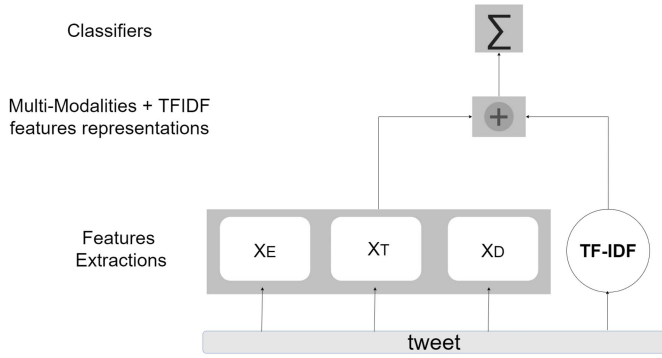 Classifiers
∑
Multi-Modalities + TFIDF
features representations
+
Features
Extractions
XE
XT
XD
TF-IDF
tweet